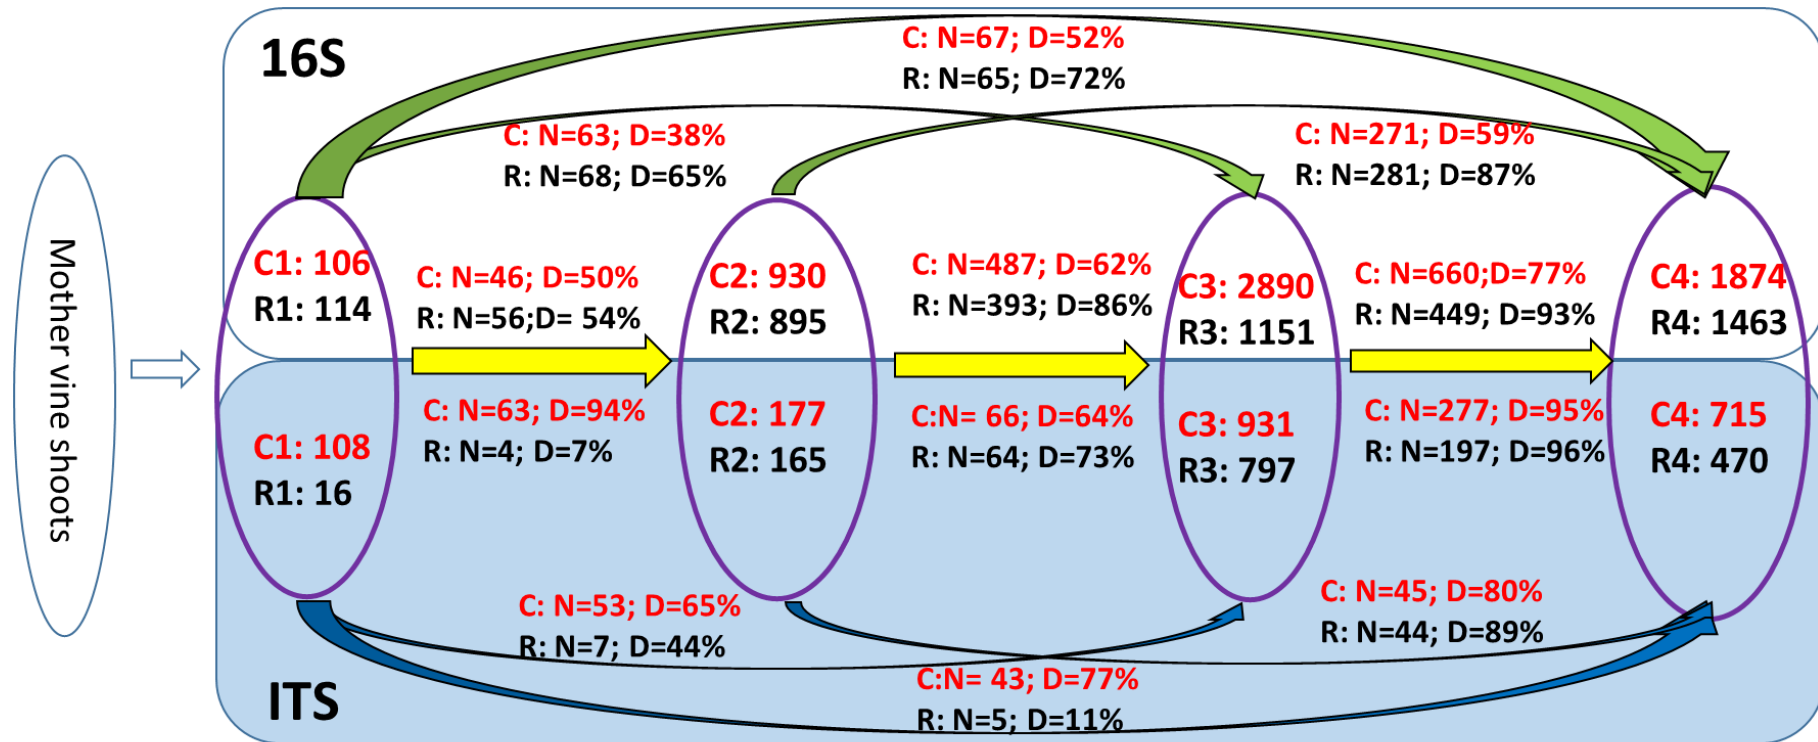 16S
C: N=67; D=52%
R: N=65; D=72%
C: N=63; D=38%
R: N=68; D=65%
C: N=271; D=59%
R: N=281; D=87%
Mother vine shoots
C1: 106
R1: 114
C: N=46; D=50%
R: N=56;D= 54%
C2: 930
R2: 895
C: N=487; D=62%
R: N=393; D=86%
C3: 2890
R3: 1151
C: N=660;D=77%
R: N=449; D=93%
C4: 1874
R4: 1463
C1: 108
R1: 16
C: N=63; D=94%
R: N=4; D=7%
C2: 177
R2: 165
C:N= 66; D=64%
R: N=64; D=73%
C3: 931
R3: 797
C: N=277; D=95%
R: N=197; D=96%
C4: 715
R4: 470
C: N=53; D=65%
R: N=7; D=44%
C: N=45; D=80%
R: N=44; D=89%
C:N= 43; D=77%
R: N=5; D=11%
ITS